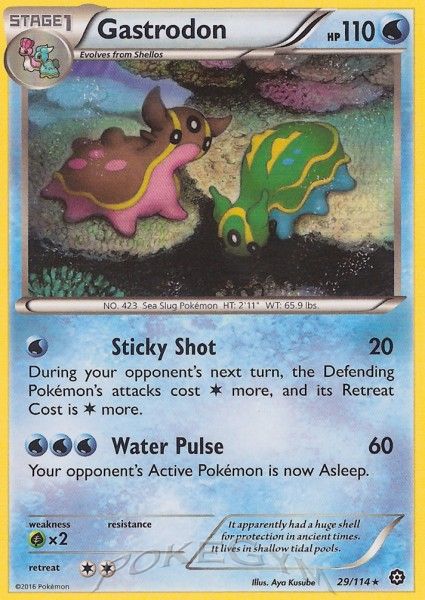 STAGE1
Gastrodon
HP110
Evolves from Shellos
NO. 423 Sea Slug Pokémon HT: 2'11" WT: 65.9 lbs.
Sticky Shot 20
During your opponent's next turn, the Defending
Pokémon's attacks cost more, and its Retreat
Cost is more.
Water Pulse 60
Your opponent's Active Pokémon is now Asleep.
weakness resistance
×2
retreat
It apparently had a huge shell
for protection in ancient times.
It lives in shallow tidal pools.
Illus. Aya Kusube 29/114 ★
©2016 Pokémon
POKEGYM